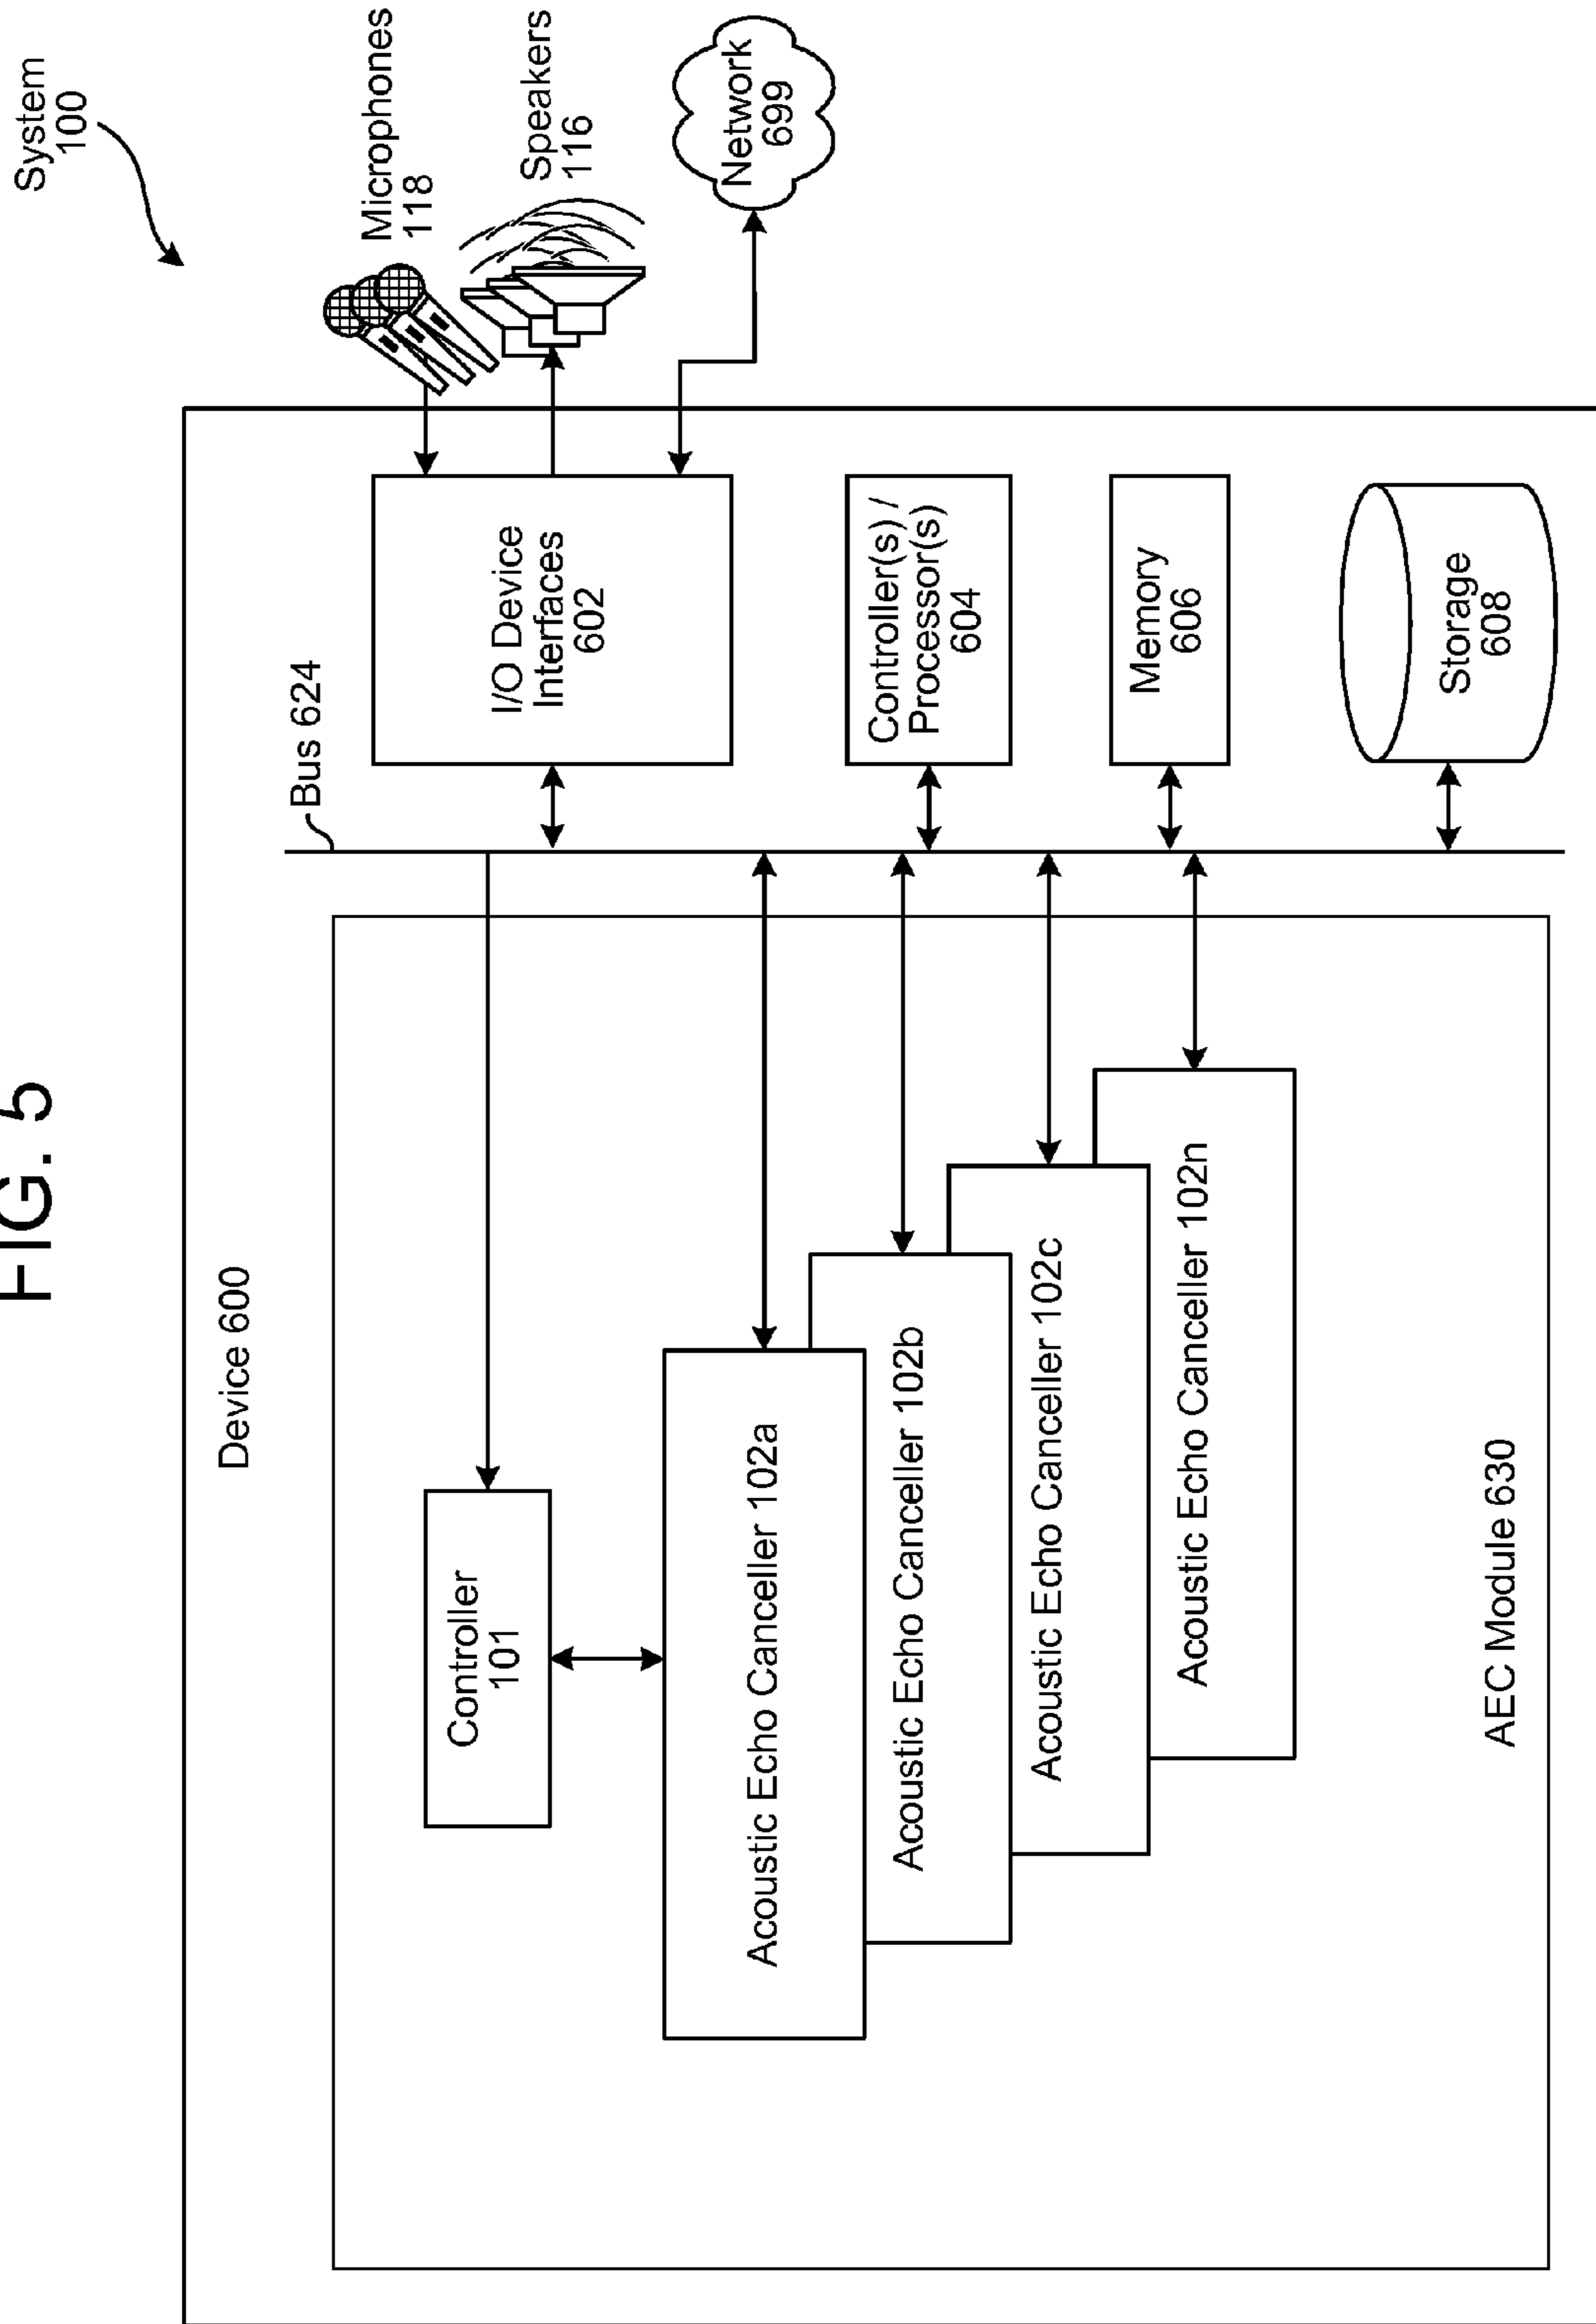 FIG. 5
System
100
Device 600
Bus 624
Microphones
118
Speakers
116
Network
699
I/O Device
Interfaces
602
Controller(s) /
Processor(s)
604
Memory
606
Storage
608
Controller
101
Acoustic Echo Canceller 102a
Acoustic Echo Canceller 102b
Acoustic Echo Canceller 102c
Acoustic Echo Canceller 102n
AEC Module 630